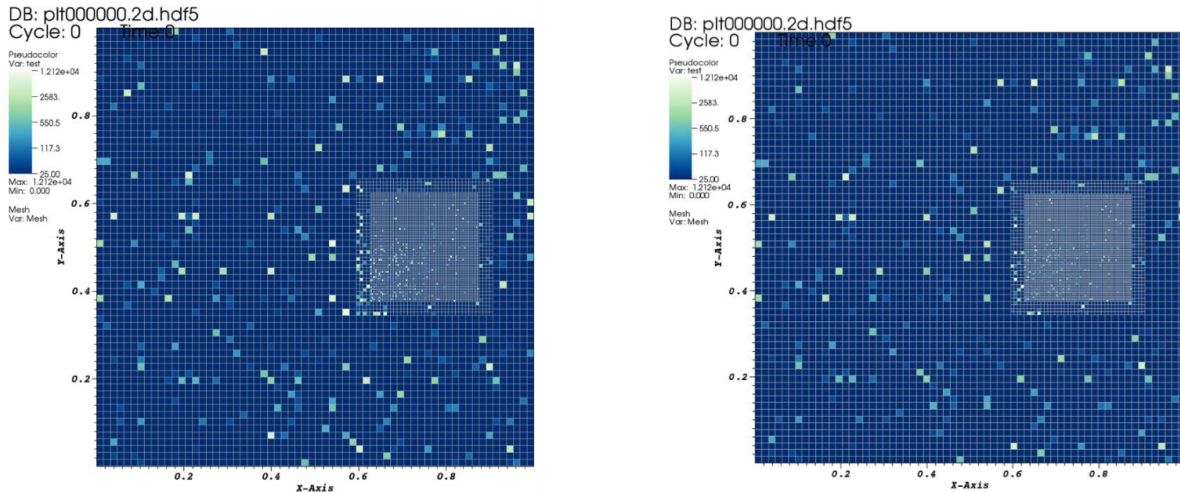 DB: plt000000.2d.hdf5
Cycle: 0 Time:0
Pseudocolor
Var: test
1.212e+04
2583.
550.5
117.3
25.00
Max: 1.212e+04
Min: 0.000
Mesh
Var: Mesh
0.8
0.6
0.4
0.2
Y-Axis
0.2 0.4 0.6 0.8
X-Axis
DB: plt000000.2d.hdf5
Cycle: 0 Time:0
Pseudocolor
Var: test
1.212e+04
2583.
550.5
117.3
25.00
Max: 1.212e+04
Min: 0.000
Mesh
Var: Mesh
0.8
0.6
0.4
0.2
Y-Axis
0.2 0.4 0.6 0.8
X-Axis